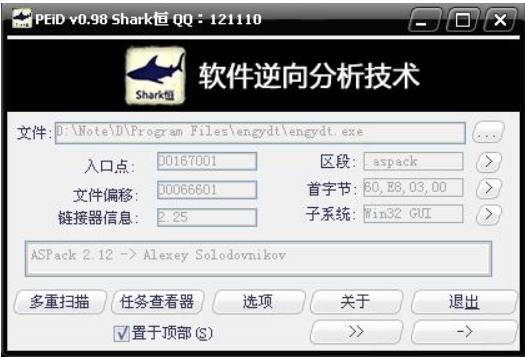 PEiD v0.98 Shark恒 QQ：121110
Shark恒
软件逆向分析技术
文件: D:\Note\D\Program Files\engydt\engydt.exe ...
入口点: 00167001 区段: .aspack >
文件偏移: 00066601 首字节: 60,E8,03,00 >
链接器信息: 2.25 子系统: Win32 GUI >
ASPack 2.12 -> Alexey Solodovnikov
多重扫描 任务查看器 选项 关于 退出
置于顶部(S) >> ->